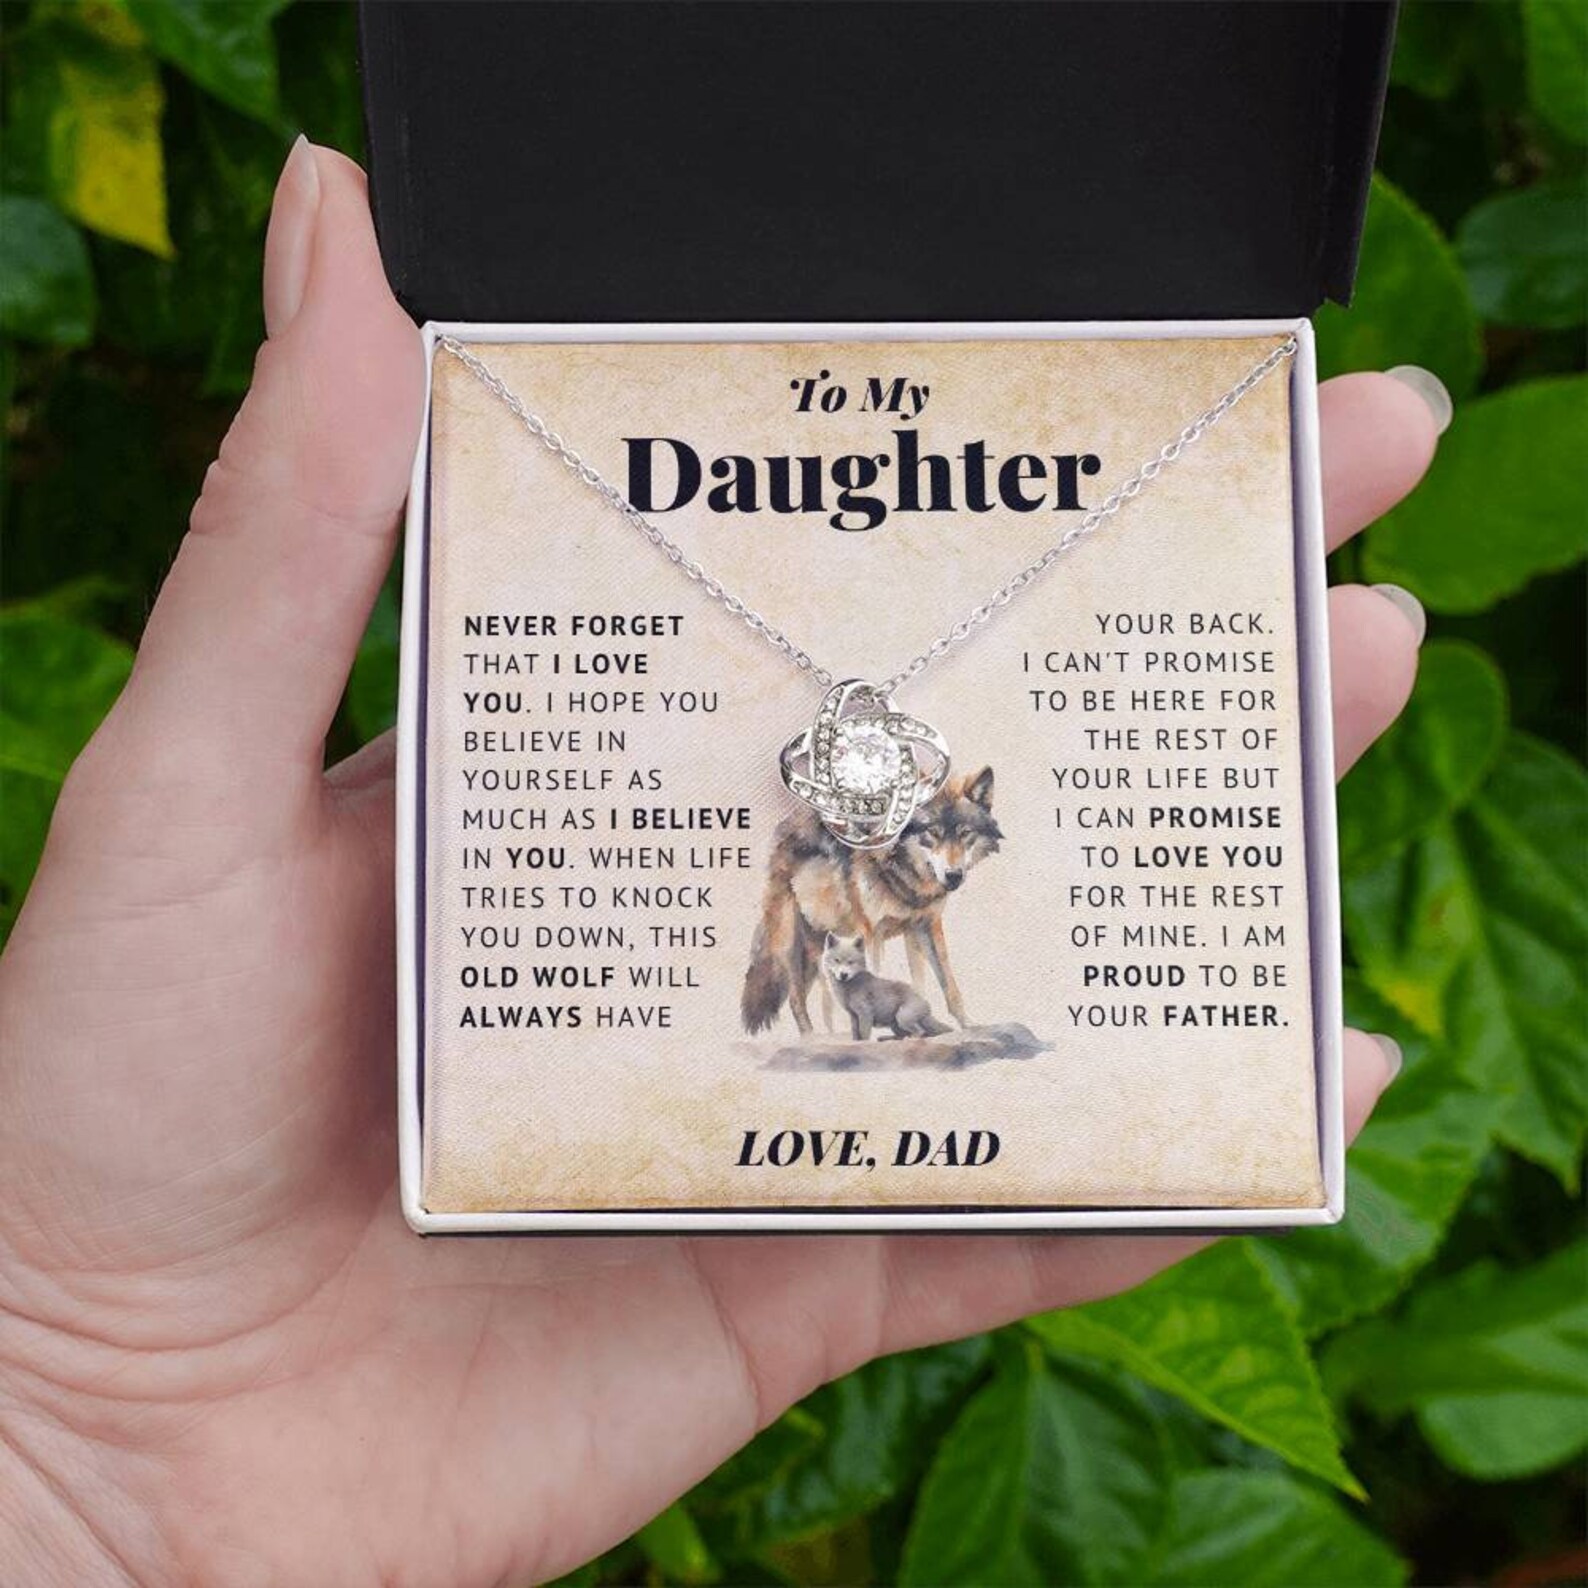 To My
Daughter
NEVER FORGET
THAT I LOVE
YOU. I HOPE YOU
BELIEVE IN
YOURSELF AS
MUCH AS I BELIEVE
IN YOU. WHEN LIFE
TRIES TO KNOCK
YOU DOWN, THIS
OLD WOLF WILL
ALWAYS HAVE
YOUR BACK.
I CAN'T PROMISE
TO BE HERE FOR
THE REST OF
YOUR LIFE BUT
I CAN PROMISE
TO LOVE YOU
FOR THE REST
OF MINE. I AM
PROUD TO BE
YOUR FATHER.
LOVE, DAD